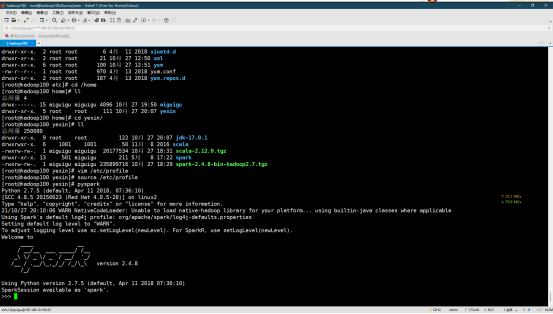 drwxr-xr-x. 2 root root 6 4月 11 2018 xinetd.d
drwxr-xr-x. 2 root root 21 10月 27 12:50 xml
drwxr-xr-x. 6 root root 100 10月 27 12:51 yum
-rw-r--r--. 1 root root 970 4月 13 2018 yum.conf
drwxr-xr-x. 2 root root 187 4月 13 2018 yum.repos.d
[root@hadoop100 etc]# cd /home
[root@hadoop100 home]# ll
总用量 4
drwx------. 15 aiguigu aiguigu 4096 10月 27 19:50 aiguigu
drwxr-xr-x. 5 root root 111 10月 27 20:07 yexin
[root@hadoop100 home]# cd yexin/
[root@hadoop100 yexin]# ll
总用量 250080
drwxr-xr-x. 9 root root 122 10月 27 20:07 jdk-17.0.1
drwxrwxr-x. 6 1001 1001 50 11月 8 2016 scala
-rwxrw-rw-. 1 aiguigu aiguigu 20177534 10月 27 18:31 scala-2.12.0.tgz
drwxr-xr-x. 13 501 aiguigu 211 5月 8 17:22 spark
-rwxrw-rw-. 1 aiguigu aiguigu 235899716 10月 27 18:29 spark-2.4.8-bin-hadoop2.7.tgz
[root@hadoop100 yexin]# vim /etc/profile
[root@hadoop100 yexin]# source /etc/profile
[root@hadoop100 yexin]# pyspark
Python 2.7.5 (default, Apr 11 2018, 07:36:10)
[GCC 4.8.5 20150623 (Red Hat 4.8.5-28)] on linux2
Type "help", "copyright", "credits" or "license" for more information.
21/10/27 20:10:06 WARN NativeCodeLoader: Unable to load native-hadoop library for your platform... using builtin-java classes where applicable
Using Spark's default log4j profile: org/apache/spark/log4j-defaults.properties
Setting default log level to "WARN".
To adjust logging level use sc.setLogLevel(newLevel). For SparkR, use setLogLevel(newLevel).
Welcome to
version 2.4.8
Using Python version 2.7.5 (default, Apr 11 2018 07:36:10)
SparkSession available as 'spark'.
>>>